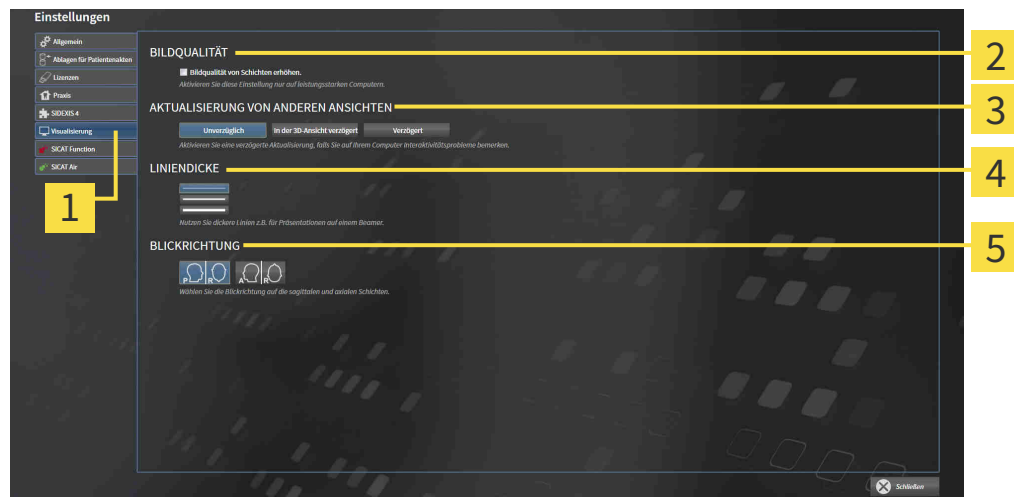 Einstellungen
Allgemein
Ablagen für Patientenakten
Lizenzen
Praxis
SIDEXIS 4
Visualisierung
SICAT Function
SICAT Air
1
BILDQUALITÄT
2
Bildqualität von Schichten erhöhen.
Aktivieren Sie diese Einstellung nur auf leistungsstarken Computern.
AKTUALISIERUNG VON ANDEREN ANSICHTEN
3
Unverzüglich In der 3D-Ansicht verzögert Verzögert
Aktivieren Sie eine verzögerte Aktualisierung, falls Sie auf Ihrem Computer Interaktivitätsprobleme bemerken.
LINIENDICKE
4
Nutzen Sie dickere Linien z.B. für Präsentationen auf einem Beamer.
BLICKRICHTUNG
5
P R A R
Wählen Sie die Blickrichtung auf die sagittalen und axialen Schichten.
Schließen